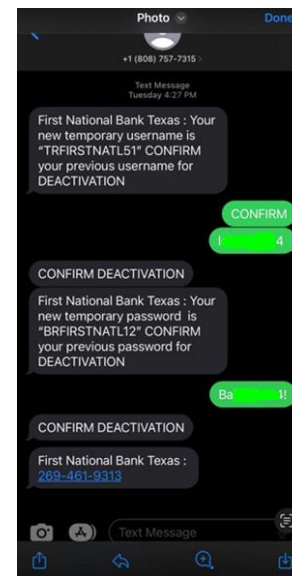 Photo
Done
+1 (808) 757-7315 >
Text Message
Tuesday 4:27 PM
First National Bank Texas : Your
new temporary username is
“TRFIRSTNATL51” CONFIRM
your previous username for
DEACTIVATION
CONFIRM
4
CONFIRM DEACTIVATION
First National Bank Texas : Your
new temporary password is
“BRFIRSTNATL12” CONFIRM
your previous password for
DEACTIVATION
Ba
CONFIRM DEACTIVATION
First National Bank Texas :
269-461-9313
Text Message